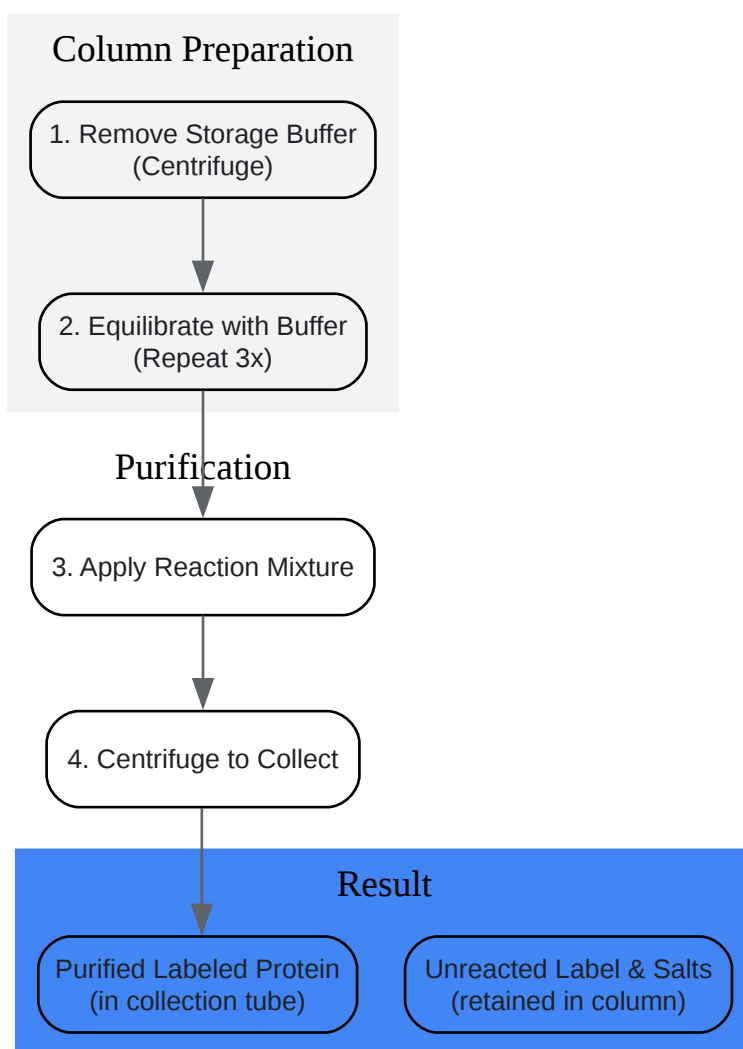 Column Preparation
1. Remove Storage Buffer
(Centrifuge)
2. Equilibrate with Buffer
(Repeat 3x)
Purification
3. Apply Reaction Mixture
4. Centrifuge to Collect
Result
Purified Labeled Protein
(in collection tube)
Unreacted Label & Salts
(retained in column)